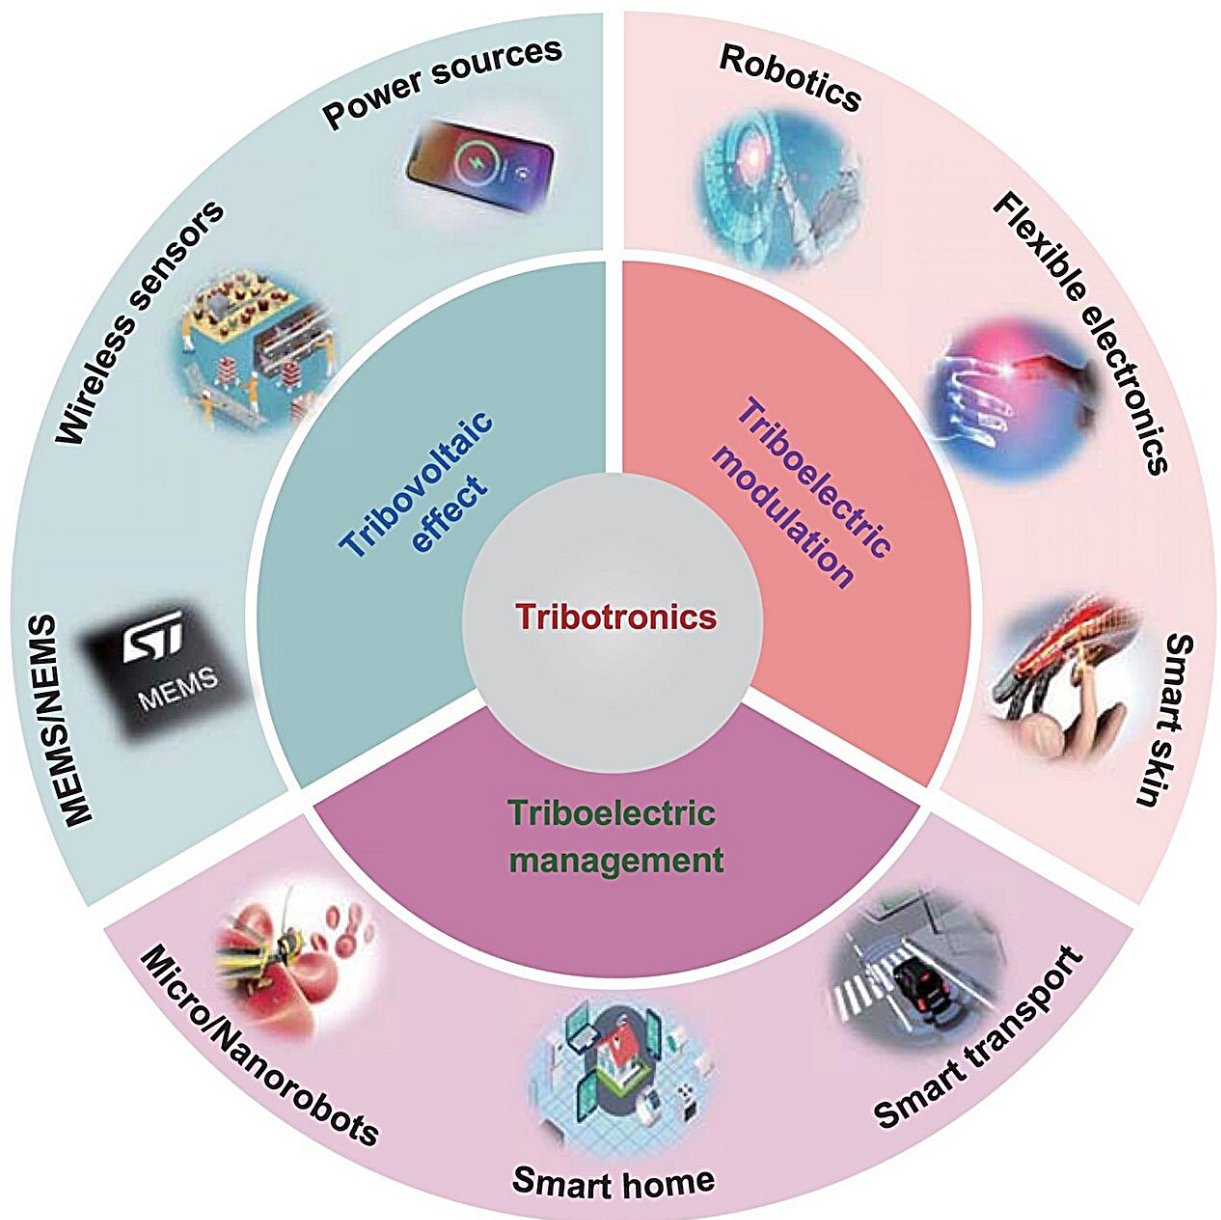 Power sources
Robotics
Wireless sensors
Flexible electronics
Tribovoltaic
effect
Triboelectric
modulation
Tribotronics
MEMS/NEMS
ST
MEMS
Smart skin
Triboelectric
management
Micro/Nanorobots
Smart home
Smart transport